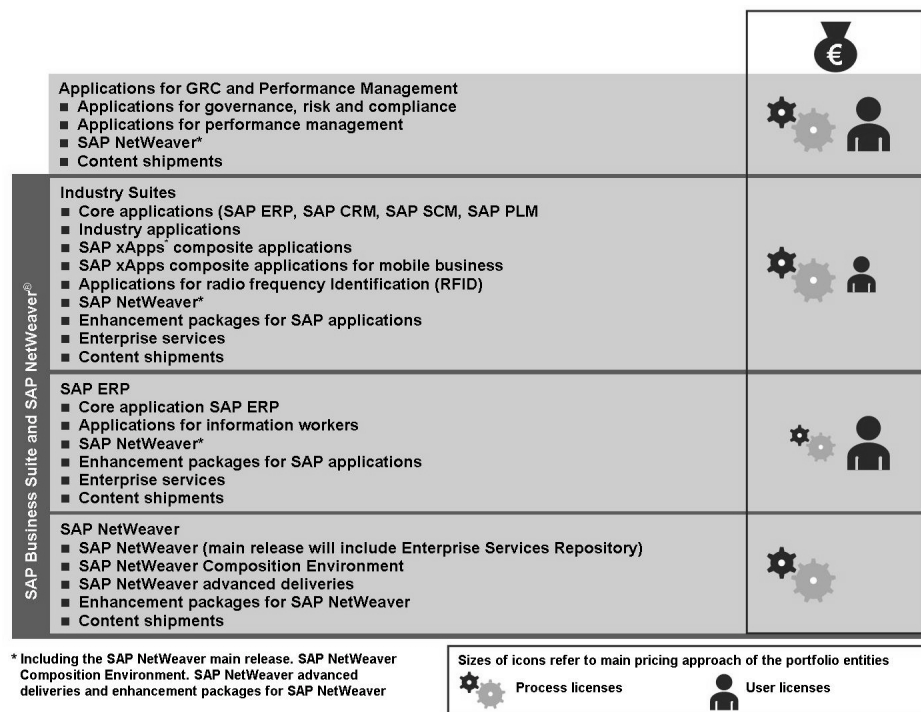 €
Applications for GRC and Performance Management
■ Applications for governance, risk and compliance
■ Applications for performance management
■ SAP NetWeaver*
■ Content shipments
SAP Business Suite and SAP NetWeaver®
Industry Suites
■ Core applications (SAP ERP, SAP CRM, SAP SCM, SAP PLM
■ Industry applications
■ SAP xApps* composite applications
■ SAP xApps composite applications for mobile business
■ Applications for radio frequency Identification (RFID)
■ SAP NetWeaver*
■ Enhancement packages for SAP applications
■ Enterprise services
■ Content shipments
SAP ERP
■ Core application SAP ERP
■ Applications for information workers
■ SAP NetWeaver*
■ Enhancement packages for SAP applications
■ Enterprise services
■ Content shipments
SAP NetWeaver
■ SAP NetWeaver (main release will include Enterprise Services Repository)
■ SAP NetWeaver Composition Environment
■ SAP NetWeaver advanced deliveries
■ Enhancement packages for SAP NetWeaver
■ Content shipments
* Including the SAP NetWeaver main release. SAP NetWeaver
Composition Environment. SAP NetWeaver advanced
deliveries and enhancement packages for SAP NetWeaver
Sizes of icons refer to main pricing approach of the portfolio entities
Process licenses
User licenses